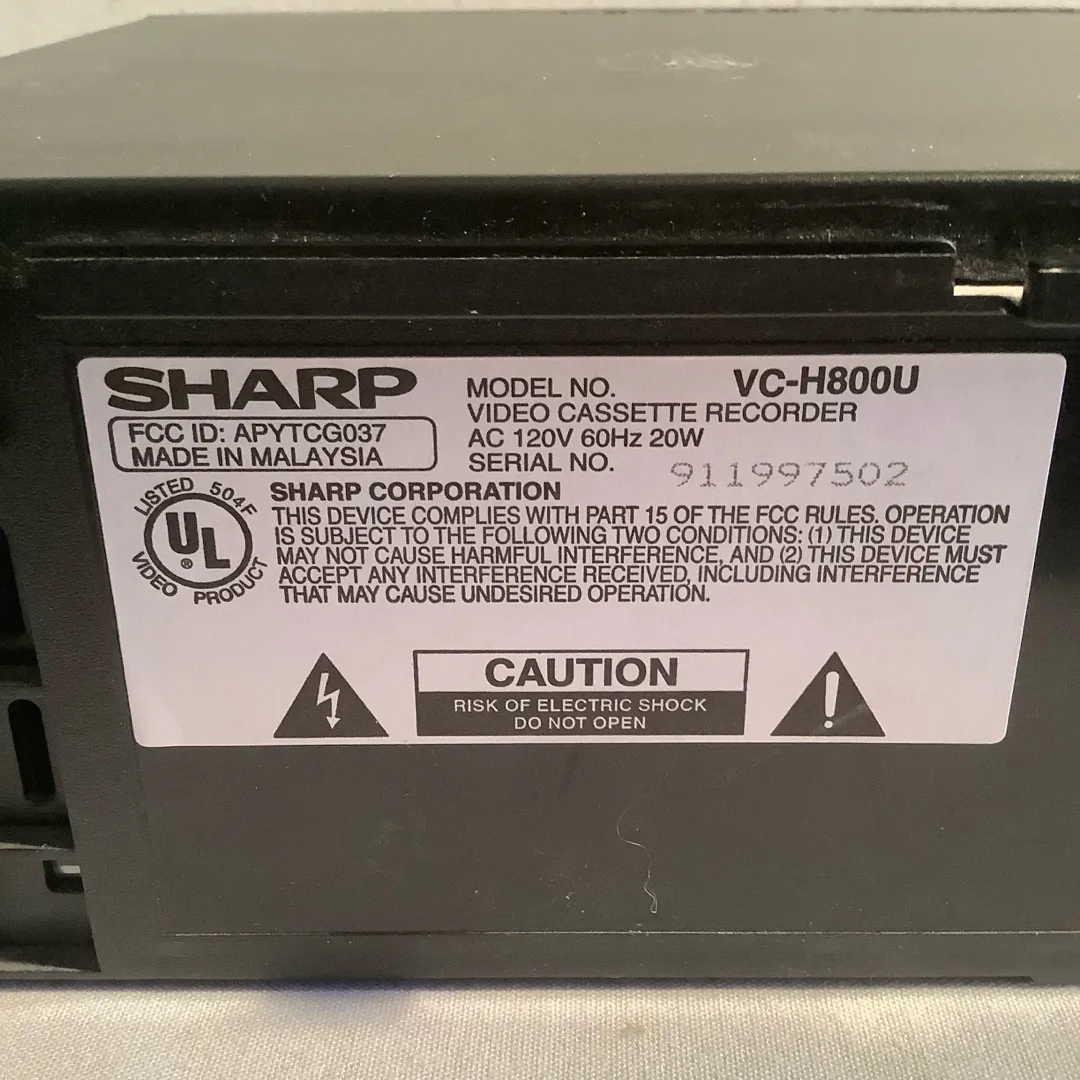 SHARP
MODEL NO. VC-H800U
VIDEO CASSETTE RECORDER
FCC ID: APYTCG037
MADE IN MALAYSIA
AC 120V 60Hz 20W
SERIAL NO. 911997502
LISTED 504F
UL
®
VIDEO PRODUCT
SHARP CORPORATION
THIS DEVICE COMPLIES WITH PART 15 OF THE FCC RULES, OPERATION
IS SUBJECT TO THE FOLLOWING TWO CONDITIONS: (1) THIS DEVICE
MAY NOT CAUSE HARMFUL INTERFERENCE, AND (2) THIS DEVICE MUST
ACCEPT ANY INTERFERENCE RECEIVED, INCLUDING INTERFERENCE
THAT MAY CAUSE UNDESIRED OPERATION.
CAUTION
RISK OF ELECTRIC SHOCK
DO NOT OPEN